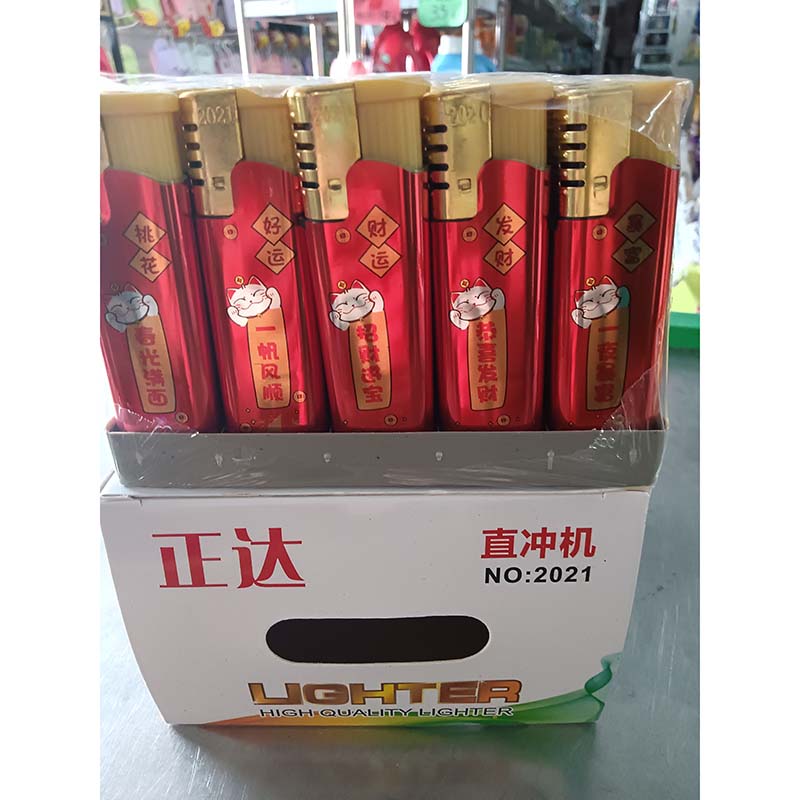 35
2021
2021
桃花
春光满面
好运
一帆风顺
财运
招财进宝
发财
恭喜发财
暴富
一夜暴富
正达
直冲机
NO:2021
LIGHTER
HIGH QUALITY LIGHTER